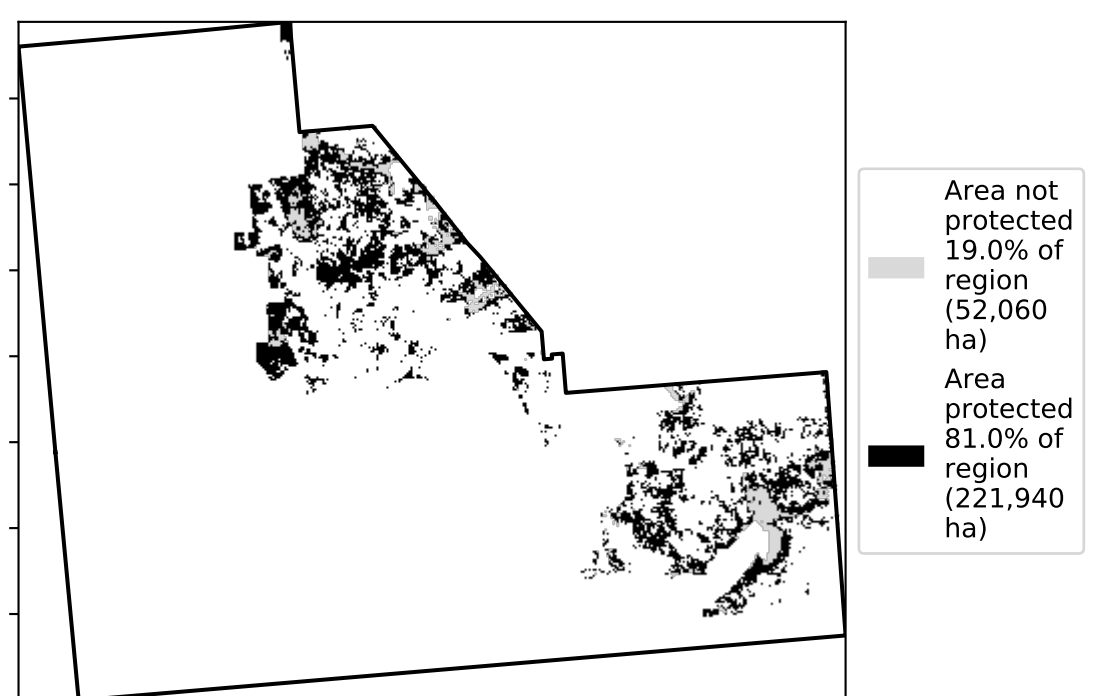 Area not
protected
19.0% of
region
(52,060
ha)
Area
protected
81.0% of
region
(221,940
ha)